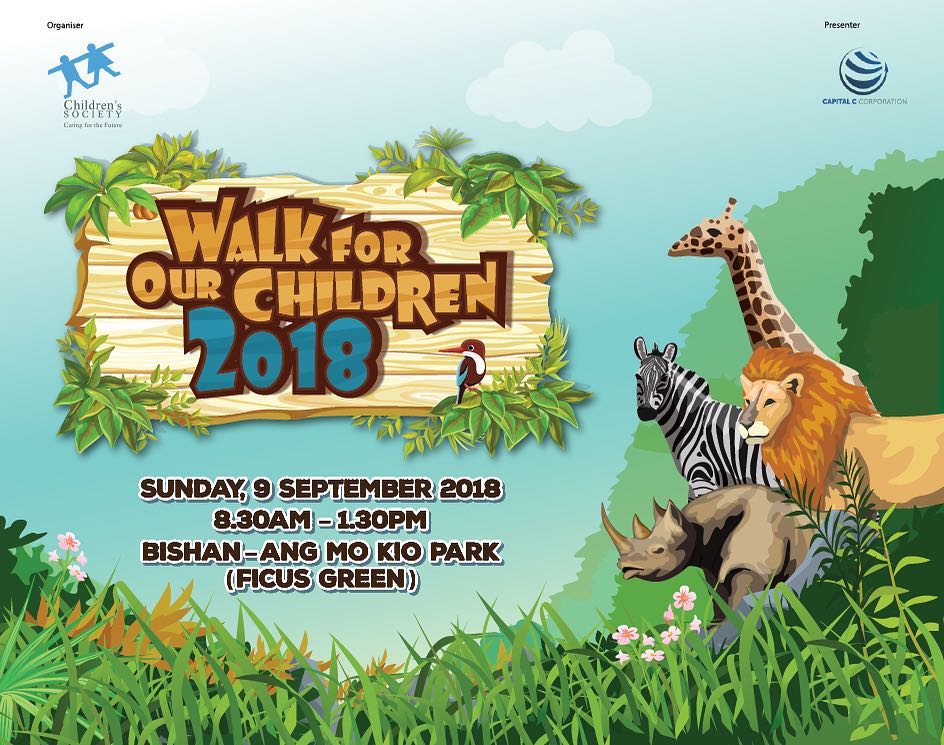 Organiser
Presenter
Children's
SOCIETY
Caring for the Future
CAPITAL C CORPORATION
WALK FOR
OUR CHILDREN
2018
SUNDAY, 9 SEPTEMBER 2018
8.30AM – 1.30PM
BISHAN – ANG MO KIO PARK
(FICUS GREEN)